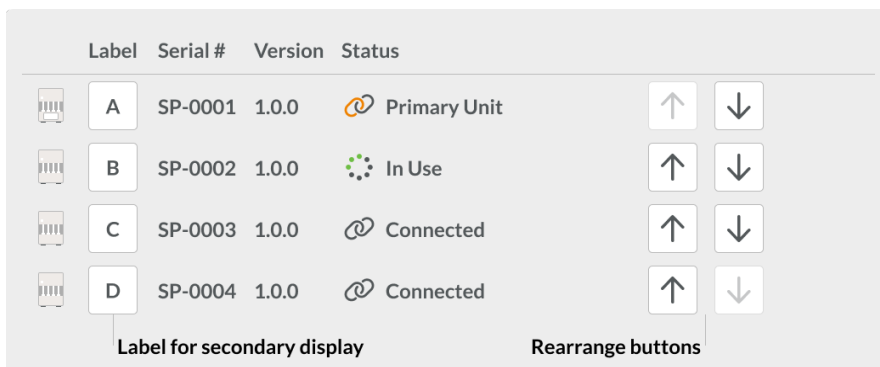 Label Serial # Version Status
A SP-0001 1.0.0 Primary Unit
B SP-0002 1.0.0 In Use
C SP-0003 1.0.0 Connected
D SP-0004 1.0.0 Connected
Label for secondary display Rearrange buttons